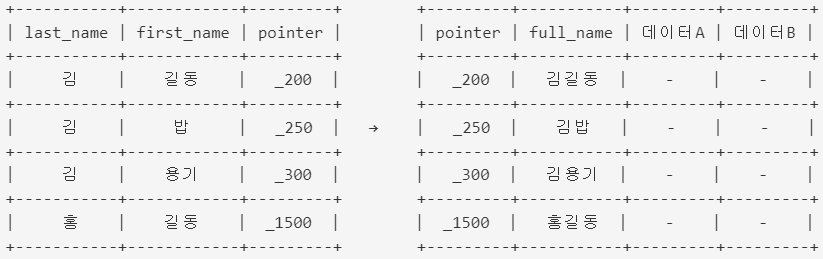 | last_name | first_name | pointer |       | pointer | full_name | 데이터A | 데이터B |
| 김 | 길동 | _200 |       | _200 | 김길동 | - | - |
| 김 | 밥 | _250 |   →   | _250 | 김밥 | - | - |
| 김 | 용기 | _300 |       | _300 | 김용기 | - | - |
| 홍 | 길동 | _1500 |       | _1500 | 홍길동 | - | - |